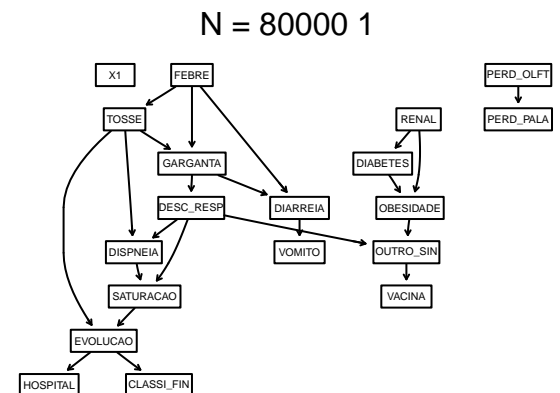 N = 80000 1
X1 FEBRE PERD_OLFT
TOSSE RENAL PERD_PALA
GARGANTA DIABETES
DESC_RESP DIARREIA OBESIDADE
DISPNEIA VOMITO OUTRO_SIN
SATURACAO VACINA
EVOLUCAO
HOSPITAL CLASSI_FIN